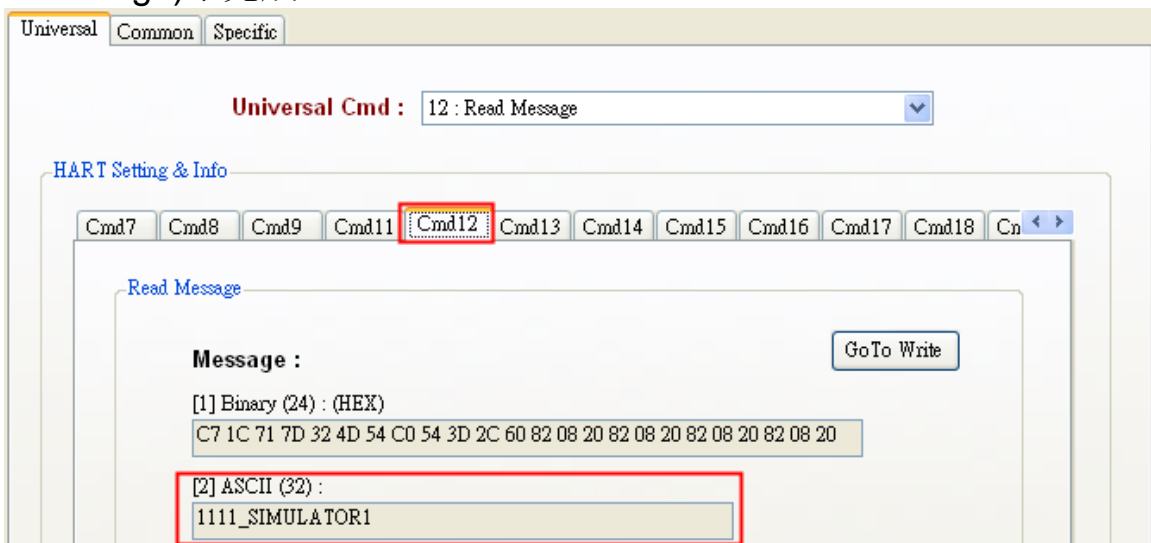 Universal Common Specific
Universal Cmd : 12 : Read Message
HART Setting & Info
Cmd7 Cmd8 Cmd9 Cmd11 Cmd12 Cmd13 Cmd14 Cmd15 Cmd16 Cmd17 Cmd18
Read Message
Message : GoTo Write
[1] Binary (24) : (HEX)
C7 1C 71 7D 32 4D 54 C0 54 3D 2C 60 82 08 20 82 08 20 82 08 20 82 08 20
[2] ASCII (32) :
1111_SIMULATOR1